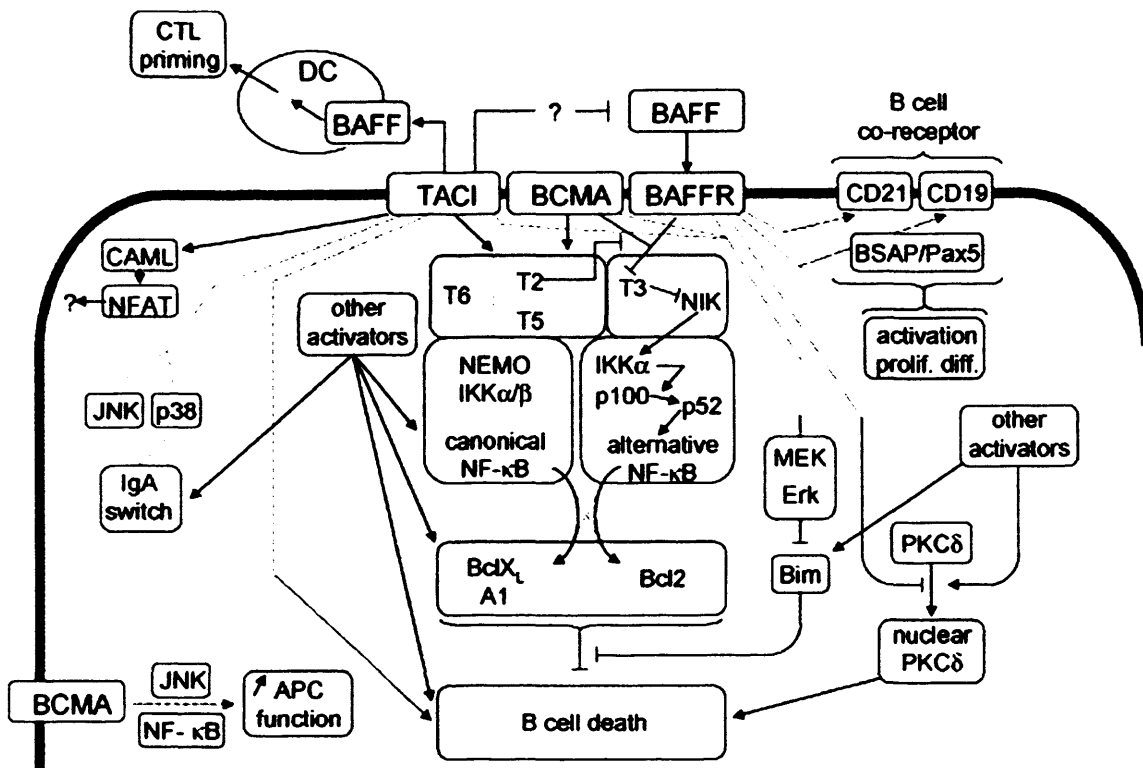 CTL
priming
DC
BAFF
?
BAFF
B cell
co-receptor
TACI
BCMA
BAFFR
CD21
CD19
CAML
NFAT
?
BSAP/Pax5
T6
T2
T5
T3
NIK
other
activators
activation
prolif. diff.
NEMO
IKKα/β
canonical
NF-κB
IKKα
p100
p52
alternative
NF-κB
JNK
p38
IgA
switch
MEK
Erk
other
activators
PKCδ
Bim
BclX_L
A1
Bcl2
nuclear
PKCδ
BCMA
JNK
NF- κB
APC
function
B cell death